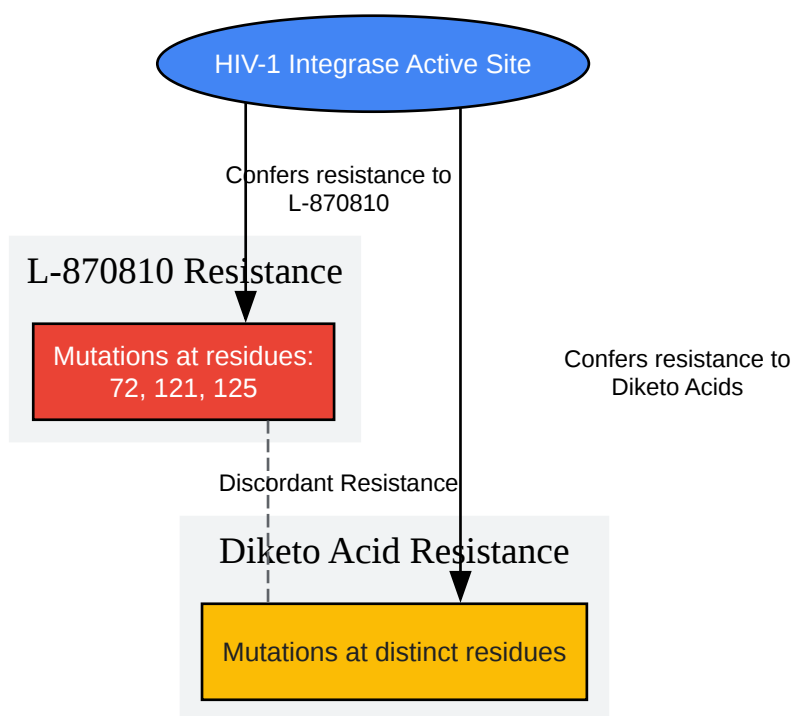 HIV-1 Integrase Active Site
Confers resistance to
L-870810
L-870810 Resistance
Mutations at residues:
72, 121, 125
Confers resistance to
Diketo Acids
Discordant Resistance
Diketo Acid Resistance
Mutations at distinct residues